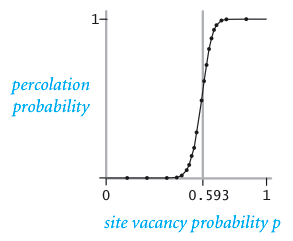 1
percolation
probability
0
0.593
1
site vacancy probability p